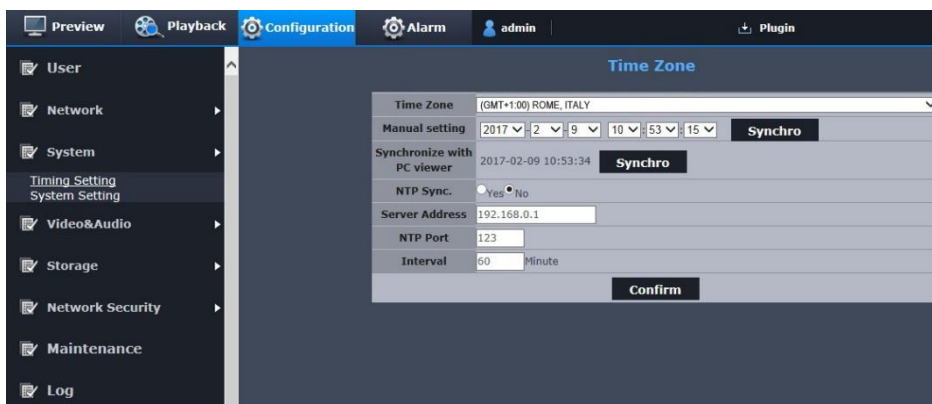 Preview Playback Configuration Alarm admin Plugin
User
Network
System
Timing Setting
System Setting
Video&Audio
Storage
Network Security
Maintenance
Log
Time Zone
Time Zone (GMT+1:00) ROME, ITALY
Manual setting 2017 - 2 - 9 10 : 53 : 15 Synchro
Synchronize with
PC viewer 2017-02-09 10:53:34 Synchro
NTP Sync. Yes No
Server Address 192.168.0.1
NTP Port 123
Interval 60 Minute
Confirm